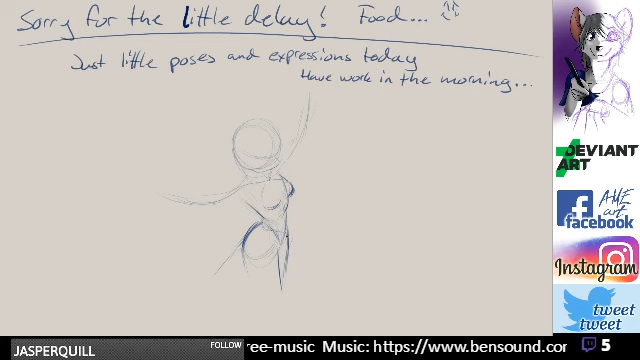 Sorry for the little delay! Food...
Just little poses and expressions today
Have work in the morning...
DEVIANT
ART
AHE
art
facebook
Instagram
tweet
tweet
JASPERQUILL
FOLLOW
ree-music Music: https://www.bensound.cor
5